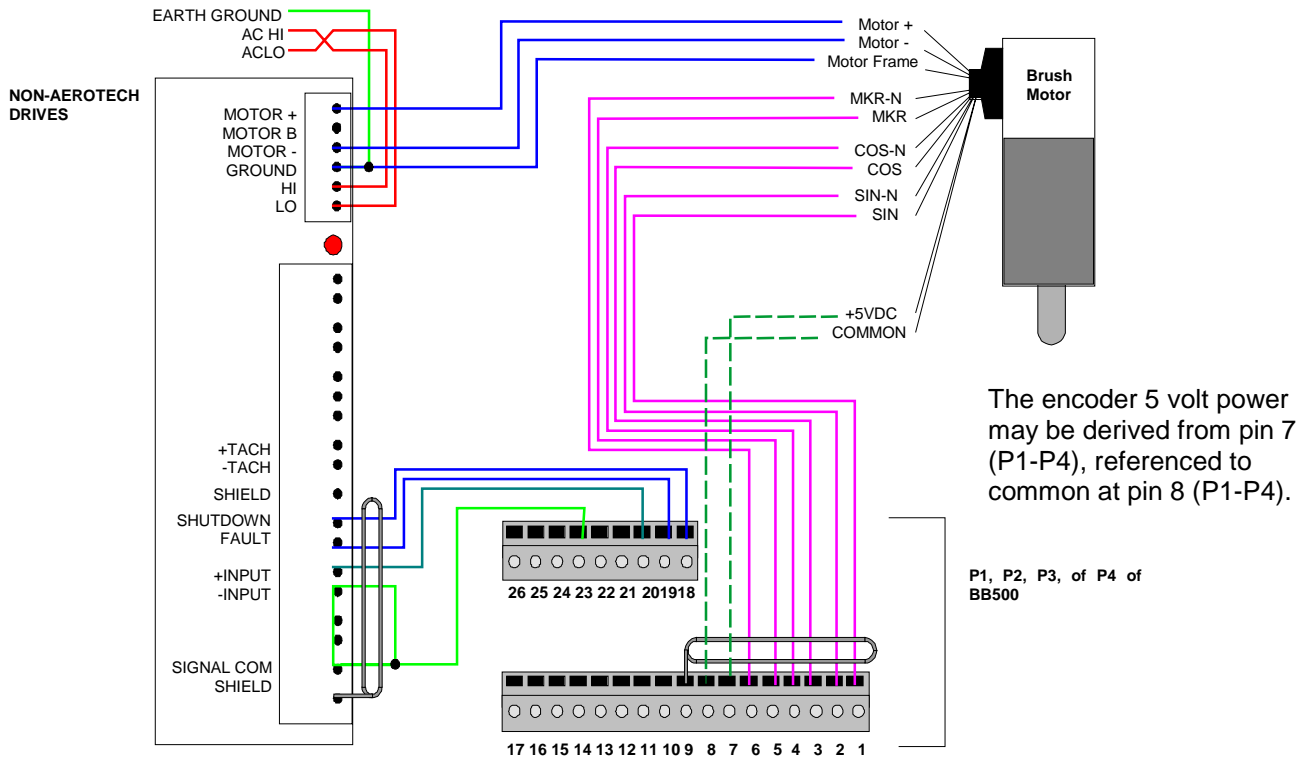 EARTH GROUND
AC HI
ACLO
NON-AEROTECH
DRIVES
MOTOR +
MOTOR B
MOTOR -
GROUND
HI
LO
+TACH
-TACH
SHIELD
SHUTDOWN
FAULT
+INPUT
-INPUT
SIGNAL COM
SHIELD
Motor +
Motor -
Motor Frame
MKR-N
MKR
COS-N
COS
SIN-N
SIN
+5VDC
COMMON
Brush
Motor
The encoder 5 volt power
may be derived from pin 7
(P1-P4), referenced to
common at pin 8 (P1-P4).
26 25 24 23 22 21 20 19 18
P1, P2, P3, of P4 of
BB500
17 16 15 14 13 12 11 10 9 8 7 6 5 4 3 2 1